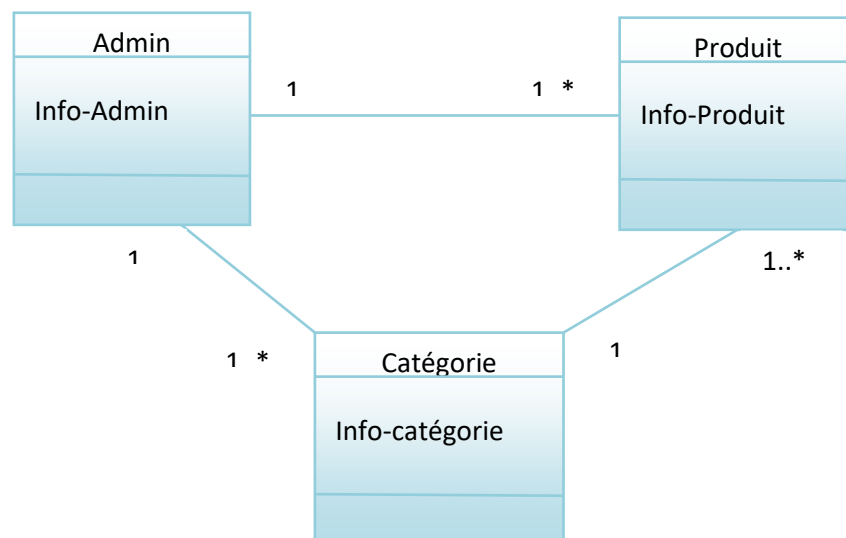 Admin
Produit
Info-Admin
1
1 *
Info-Produit
1
1..*
1 *
1
Catégorie
Info-catégorie